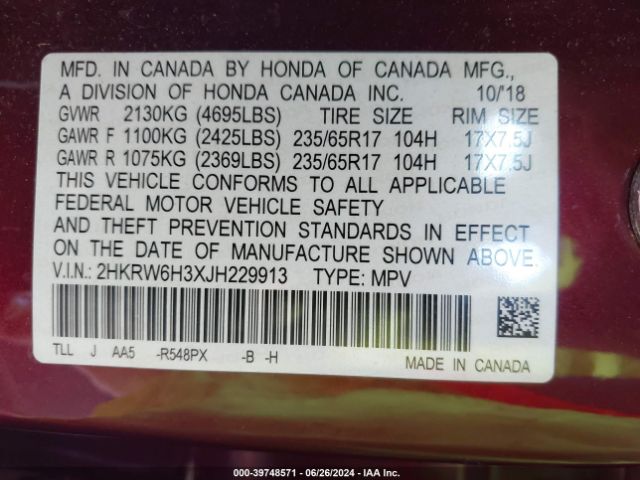 MFD. IN CANADA BY HONDA OF CANADA MFG.,
A DIVISION OF HONDA CANADA INC. 10/'18
GVWR 2130KG (4695LBS) TIRE SIZE RIM SIZE
GAWR F 1100KG (2425LBS) 235/65R17 104H 17X7.5J
GAWR R 1075KG (2369LBS) 235/65R17 104H 17X7.5J
THIS VEHICLE CONFORMS TO ALL APPLICABLE
FEDERAL MOTOR VEHICLE SAFETY
AND THEFT PREVENTION STANDARDS IN EFFECT
ON THE DATE OF MANUFACTURE SHOWN ABOVE.
V.I.N.: 2HKRW6H3XJH229913 TYPE: MPV
TLL J AA5 -R548PX -B -H
MADE IN CANADA
000-39748571 - 06/26/2024 - IAA Inc.